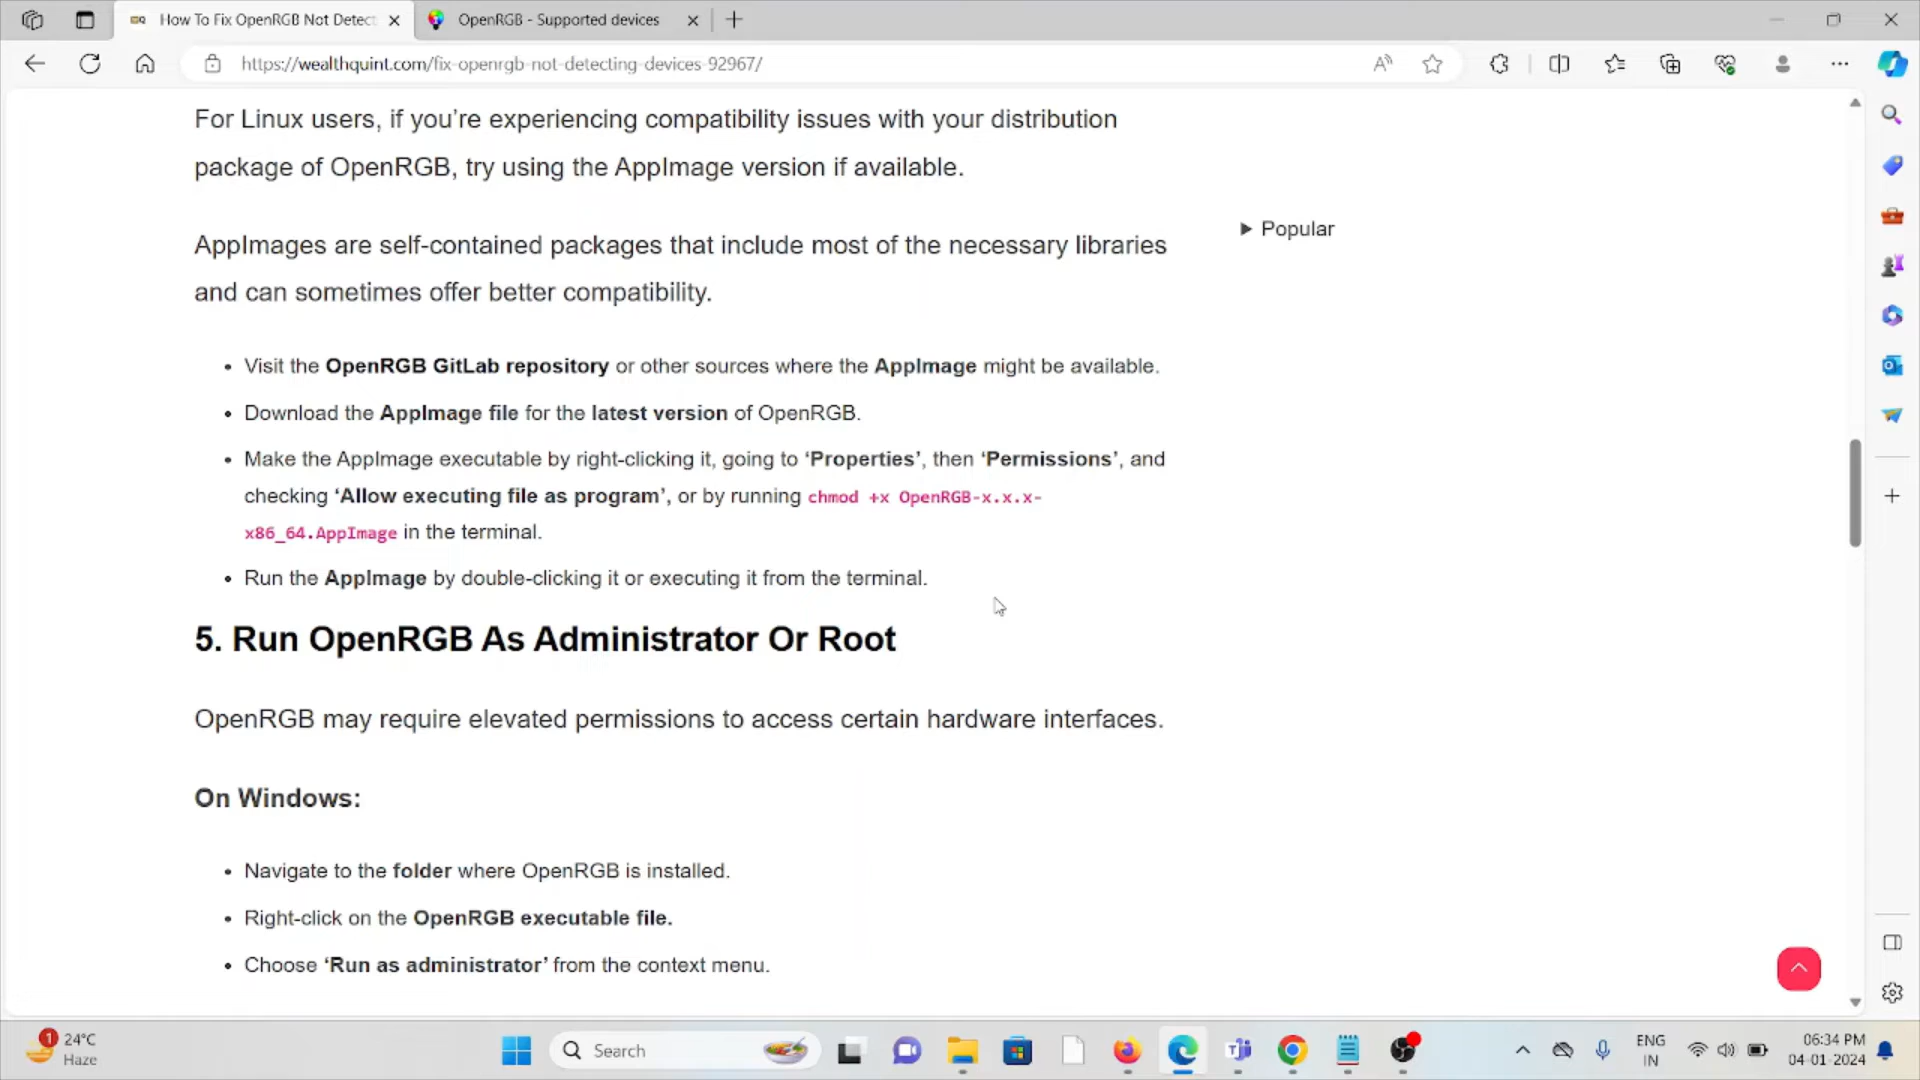 How To Fix OpenRGB Not Detect
OpenRGB - Supported devices
https://wealthquint.com/fix-openrgb-not-detecting-devices-92967/
For Linux users, if you’re experiencing compatibility issues with your distribution
package of OpenRGB, try using the AppImage version if available.
Popular
AppImages are self-contained packages that include most of the necessary libraries
and can sometimes offer better compatibility.
• Visit the OpenRGB GitLab repository or other sources where the AppImage might be available.
• Download the AppImage file for the latest version of OpenRGB.
• Make the AppImage executable by right-clicking it, going to ‘Properties’, then ‘Permissions’, and
checking ‘Allow executing file as program’, or by running chmod +x OpenRGB-x.x.x-
x86_64.AppImage in the terminal.
• Run the AppImage by double-clicking it or executing it from the terminal.
5. Run OpenRGB As Administrator Or Root
OpenRGB may require elevated permissions to access certain hardware interfaces.
On Windows:
• Navigate to the folder where OpenRGB is installed.
• Right-click on the OpenRGB executable file.
• Choose ‘Run as administrator’ from the context menu.
1
24°C
Haze
Search
ENG
IN
06:34 PM
04-01-2024